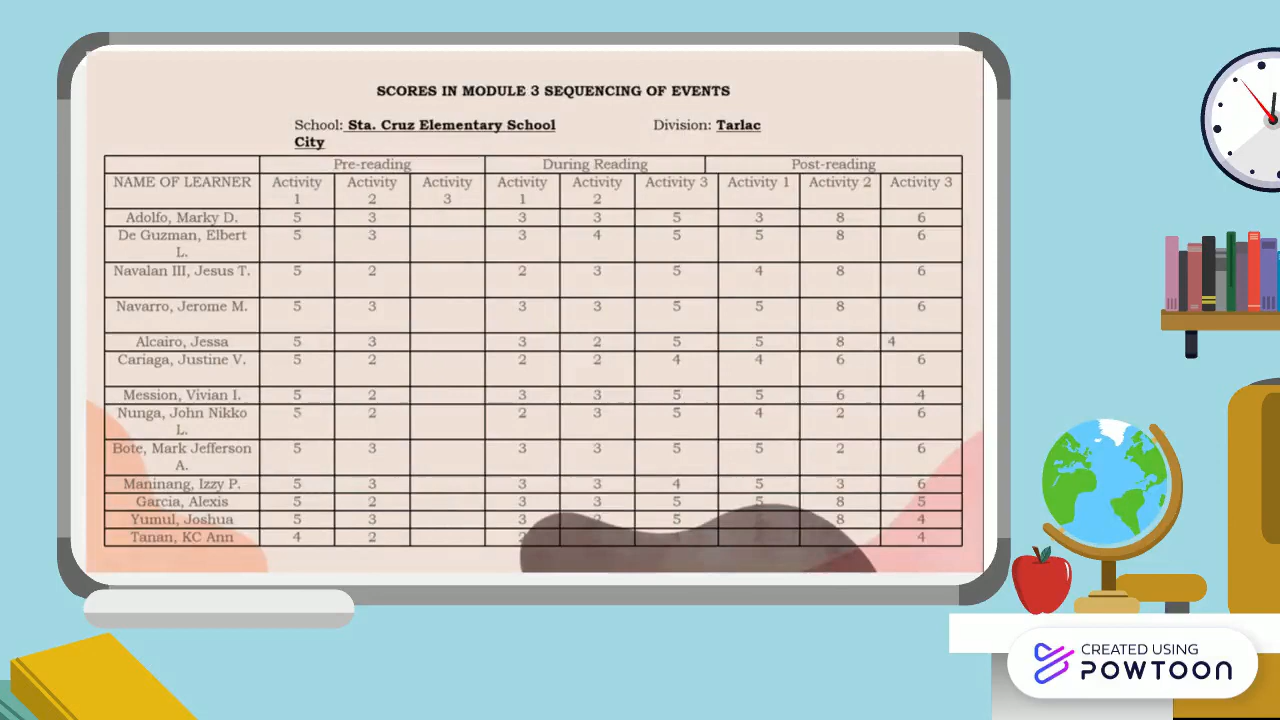 SCORES IN MODULE 3 SEQUENCING OF EVENTS
School: Sta. Cruz Elementary School Division: Tarlac
City
Pre-reading During Reading Post-reading
NAME OF LEARNER Activity Activity Activity Activity Activity Activity 3 Activity 1 Activity 2 Activity 3
1 2 3 1 2
Adolfo, Marky D. 5 3 3 3 5 3 8 6
De Guzman, Elbert 5 3 3 4 5 5 8 6
L.
Navalan III, Jesus T. 5 2 2 3 5 4 8 6
Navarro, Jerome M. 5 3 3 3 5 5 8 6
Alcairo, Jessa 5 3 3 2 5 5 8 4
Cariaga, Justine V. 5 2 2 2 4 4 6 6
Mession, Vivian I. 5 2 3 3 5 5 6 4
Nunga, John Nikko 5 2 2 3 5 4 2 6
L.
Bote, Mark Jefferson 5 3 3 3 5 5 2 6
A.
Maninang, Izzy P. 5 3 3 3 4 5 3 6
Garcia, Alexis 5 2 3 3 5 5 8 5
Yumul, Joshua 5 3 3 2 5 8 4
Tanan, KC Ann 4 2 2 4
CREATED USING
POWTOON